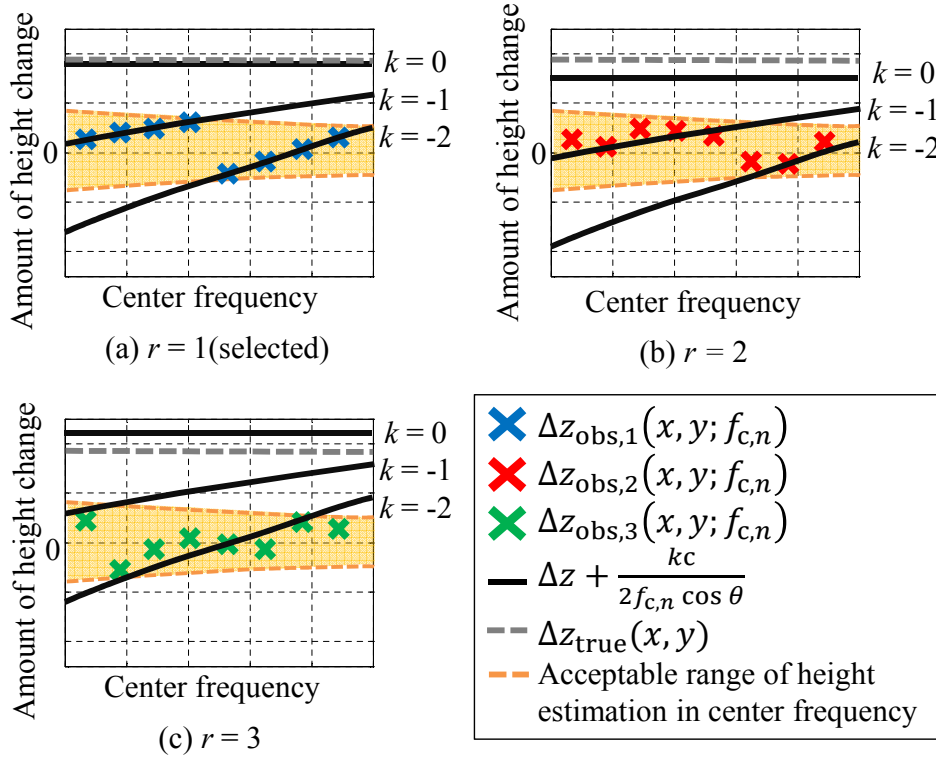 Amount of height change
0
k = 0
k = -1
k = -2
Center frequency
(a) r = 1(selected)
Amount of height change
0
k = 0
k = -1
k = -2
Center frequency
(b) r = 2
Amount of height change
0
k = 0
k = -1
k = -2
Center frequency
(c) r = 3
Δz_obs,1(x, y; f_c,n)
Δz_obs,2(x, y; f_c,n)
Δz_obs,3(x, y; f_c,n)
Δz + kc / 2f_c,n cos θ
Δz_true(x, y)
Acceptable range of height
estimation in center frequency